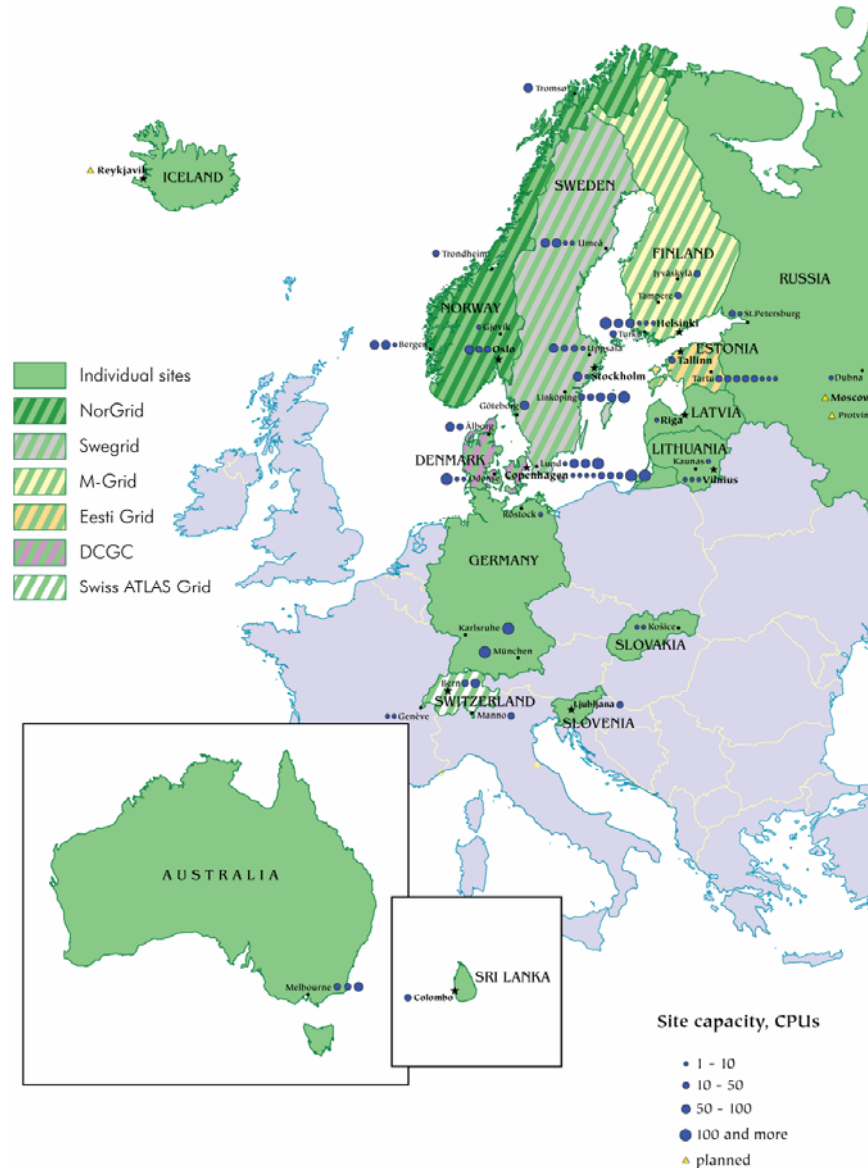 Tromsø
Reykjavik
ICELAND
SWEDEN
Umeå
Trondheim
FINLAND
Jyväskylä
RUSSIA
Tampere
NORWAY
St.Petersburg
Gjøvik
Helsinki
Turku
Bergen
Oslo
Uppsala
ESTONIA
Tallinn
Individual sites
Stockholm
Tartu
Dubna
NorGrid
Linköping
Moscow
Göteborg
LATVIA
Protvino
Riga
Swegrid
Ålborg
LITHUANIA
M-Grid
DENMARK
Lund
Kaunas
Odense
Copenhagen
Vilnius
Eesti Grid
Rostock
DCGC
GERMANY
Swiss ATLAS Grid
Karlsruhe
Košice
SLOVAKIA
München
Bern
SWITZERLAND
Ljubljana
Genève
Manno
SLOVENIA
AUSTRALIA
Melbourne
SRI LANKA
Colombo
Site capacity, CPUs
1 - 10
10 - 50
50 - 100
100 and more
planned